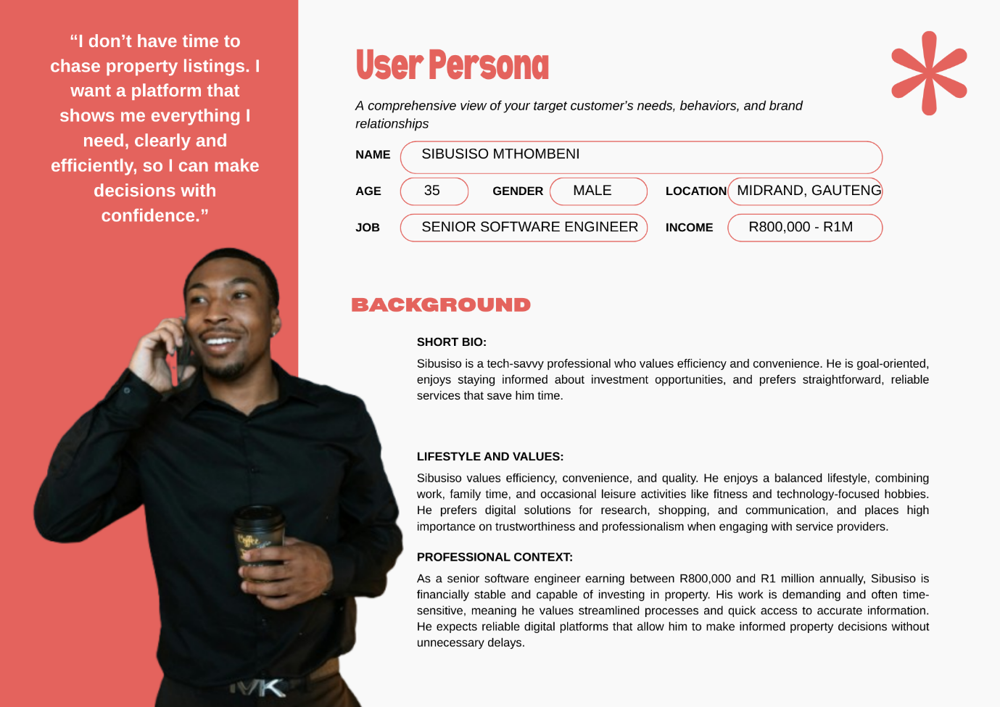 “I don’t have time to
chase property listings. I
want a platform that
shows me everything I
need, clearly and
efficiently, so I can make
decisions with
confidence.”
User Persona
A comprehensive view of your target customer’s needs, behaviors, and brand
relationships
NAME SIBUSISO MTHOMBENI
AGE 35 GENDER MALE LOCATION MIDRAND, GAUTENG
JOB SENIOR SOFTWARE ENGINEER INCOME R800,000 - R1M
BACKGROUND
SHORT BIO:
Sibusiso is a tech-savvy professional who values efficiency and convenience. He is goal-oriented,
enjoys staying informed about investment opportunities, and prefers straightforward, reliable
services that save him time.
LIFESTYLE AND VALUES:
Sibusiso values efficiency, convenience, and quality. He enjoys a balanced lifestyle, combining
work, family time, and occasional leisure activities like fitness and technology-focused hobbies.
He prefers digital solutions for research, shopping, and communication, and places high
importance on trustworthiness and professionalism when engaging with service providers.
PROFESSIONAL CONTEXT:
As a senior software engineer earning between R800,000 and R1 million annually, Sibusiso is
financially stable and capable of investing in property. His work is demanding and often time-
sensitive, meaning he values streamlined processes and quick access to accurate information.
He expects reliable digital platforms that allow him to make informed property decisions without
unnecessary delays.
Coffee
MK